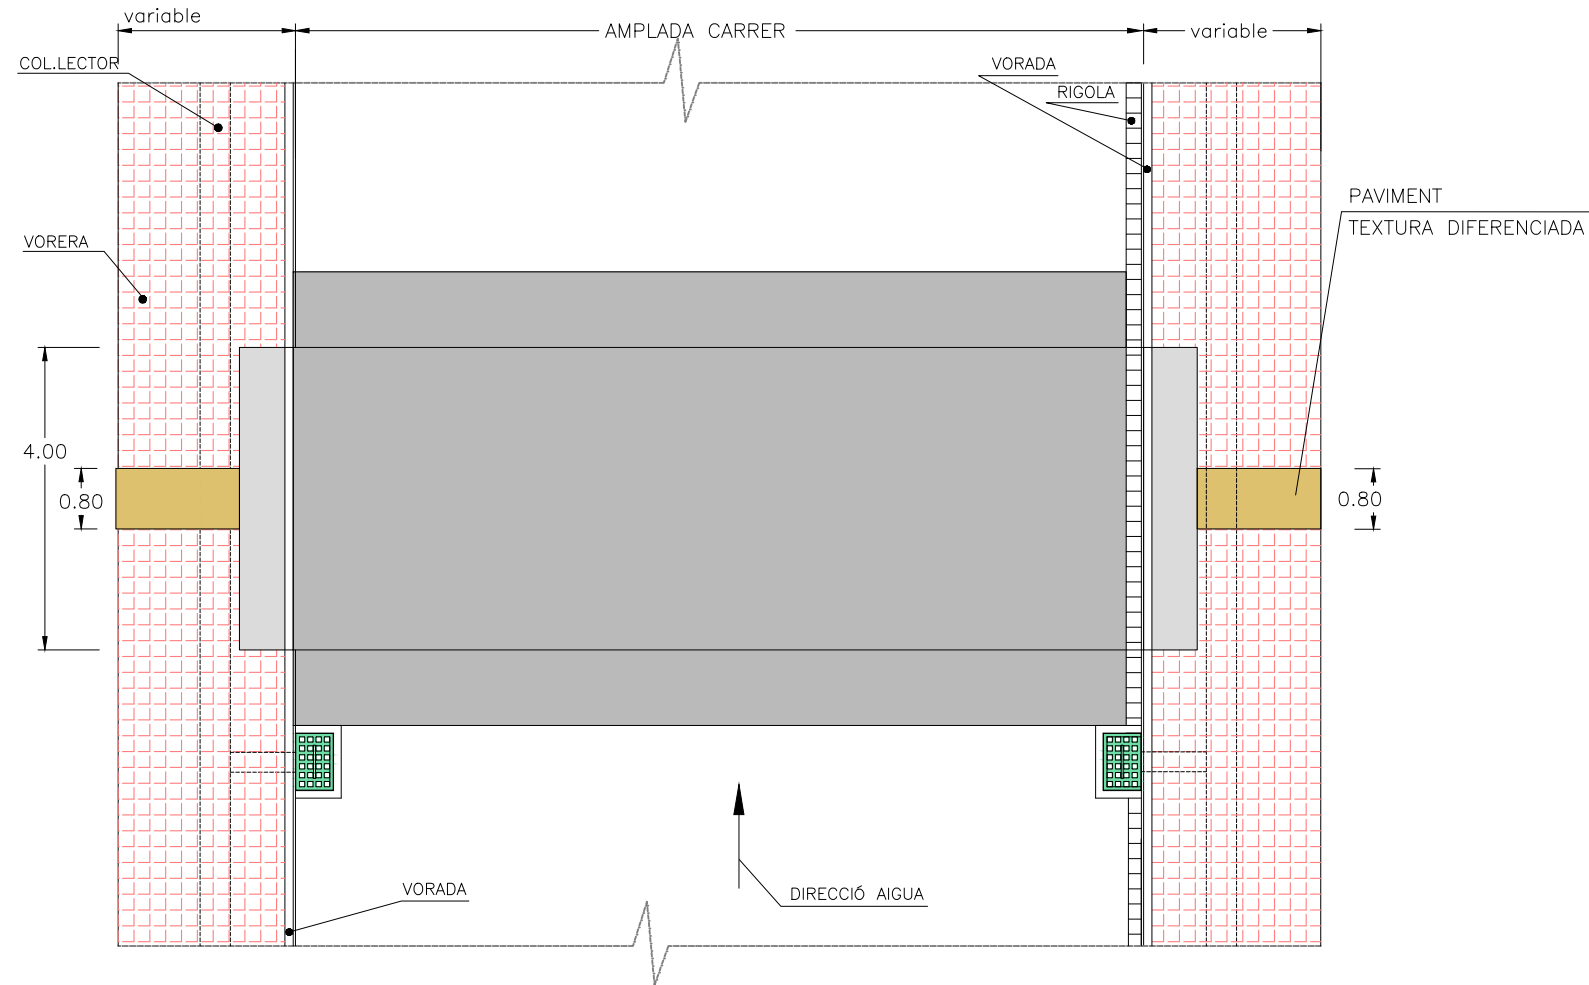 variable
AMPLADA CARRER
variable
COL.LECTOR
VORADA
RIGOLA
PAVIMENT
TEXTURA DIFERENCIADA
VORERA
4.00
0.80
0.80
VORADA
DIRECCIÓ AIGUA